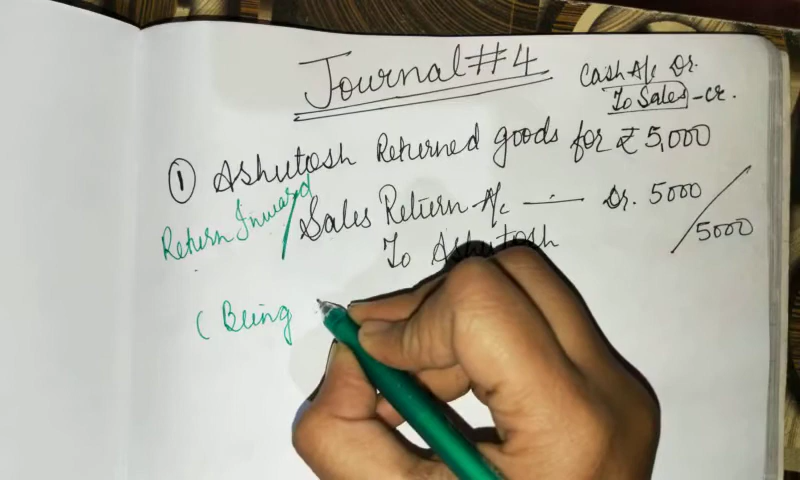 Journal #4
Cash A/c Dr.
To Sales - cr.
① Ashutosh Returned goods for ₹ 5,000
Return Inward / Sales Return A/c — Dr. 5000
To Ashutosh / 5000
( Being